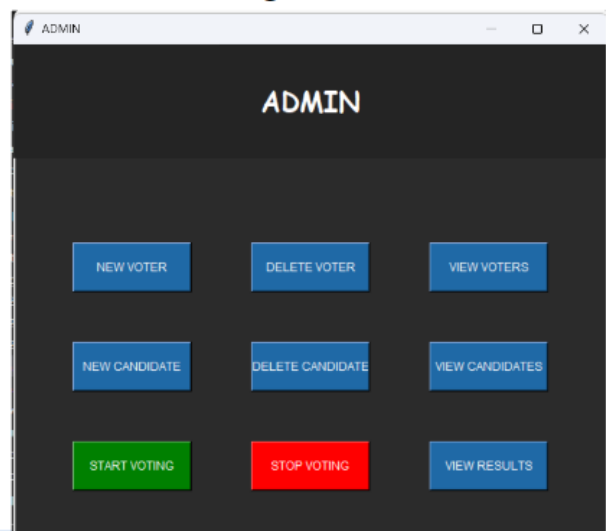 ADMIN
ADMIN
NEW VOTER DELETE VOTER VIEW VOTERS
NEW CANDIDATE DELETE CANDIDATE VIEW CANDIDATES
START VOTING STOP VOTING VIEW RESULTS